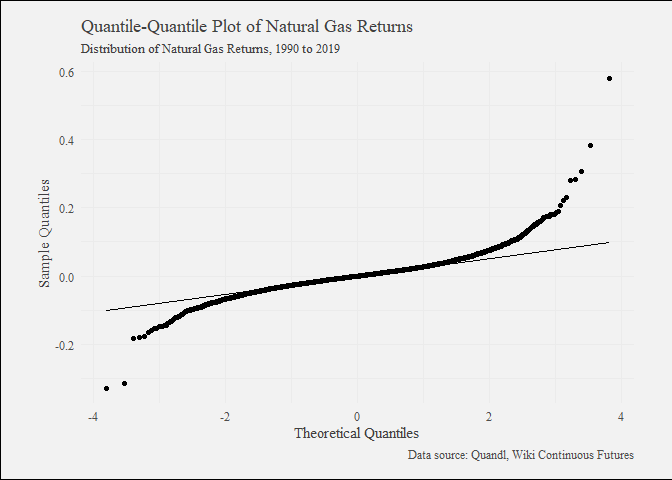 Quantile-Quantile Plot of Natural Gas Returns
Distribution of Natural Gas Returns, 1990 to 2019
0.6
0.4
0.2
0.0
-0.2
Sample Quantiles
-4
-2
0
2
4
Theoretical Quantiles
Data source: Quandl, Wiki Continuous Futures